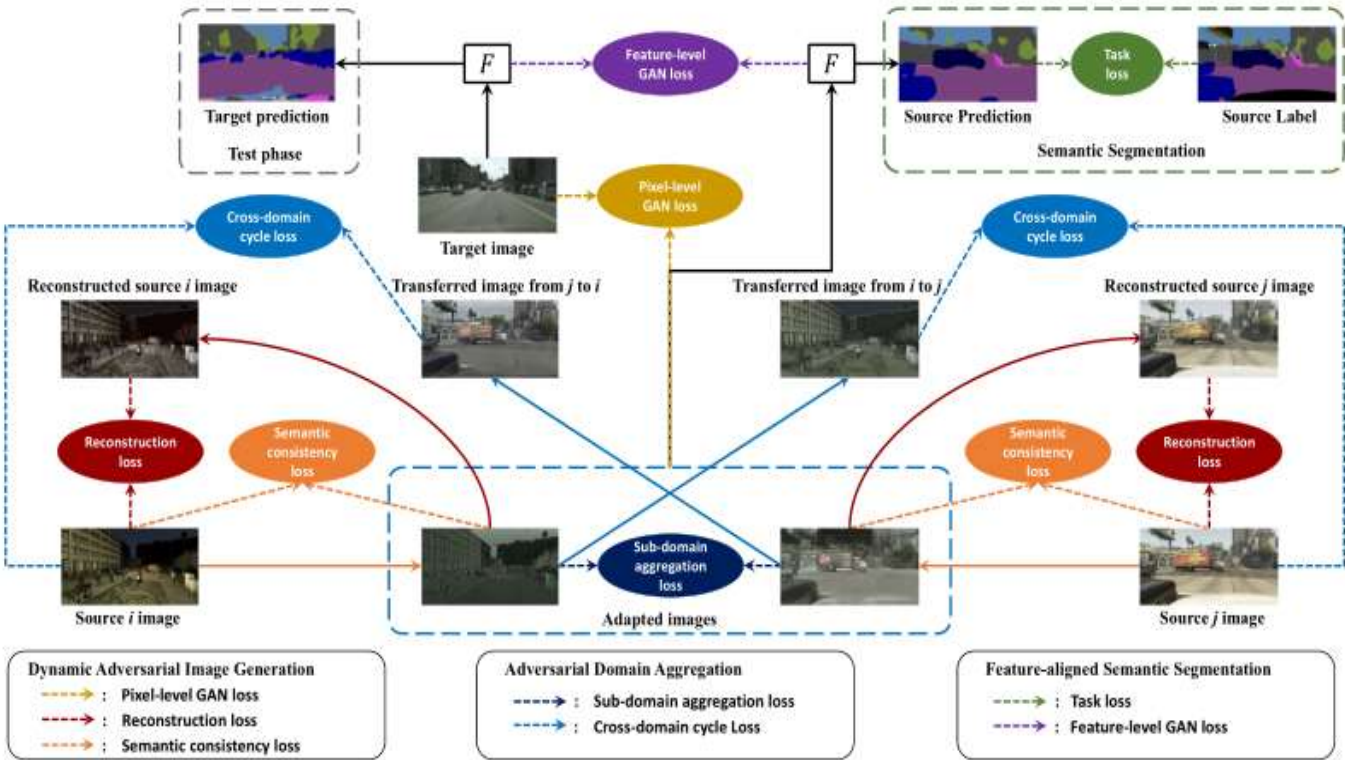 F
Feature-level
GAN loss
F
Task
loss
Target prediction
Test phase
Source Prediction
Source Label
Semantic Segmentation
Pixel-level
GAN loss
Cross-domain
cycle loss
Target image
Cross-domain
cycle loss
Reconstructed source i image
Transferred image from j to i
Transferred image from i to j
Reconstructed source j image
Reconstruction
loss
Semantic
consistency
loss
Semantic
consistency
loss
Reconstruction
loss
Sub-domain
aggregation
loss
Source i image
Adapted images
Source j image
Dynamic Adversarial Image Generation
: Pixel-level GAN loss
: Reconstruction loss
: Semantic consistency loss
Adversarial Domain Aggregation
: Sub-domain aggregation loss
: Cross-domain cycle Loss
Feature-aligned Semantic Segmentation
: Task loss
: Feature-level GAN loss